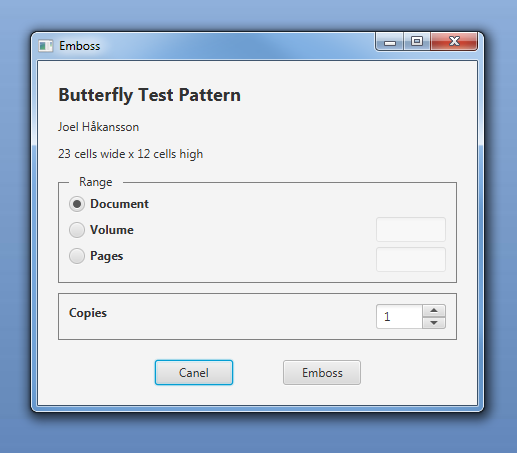 Emboss
Butterfly Test Pattern
Joel Håkansson
23 cells wide x 12 cells high
Range
Document
Volume
Pages
Copies 1
Canel Emboss